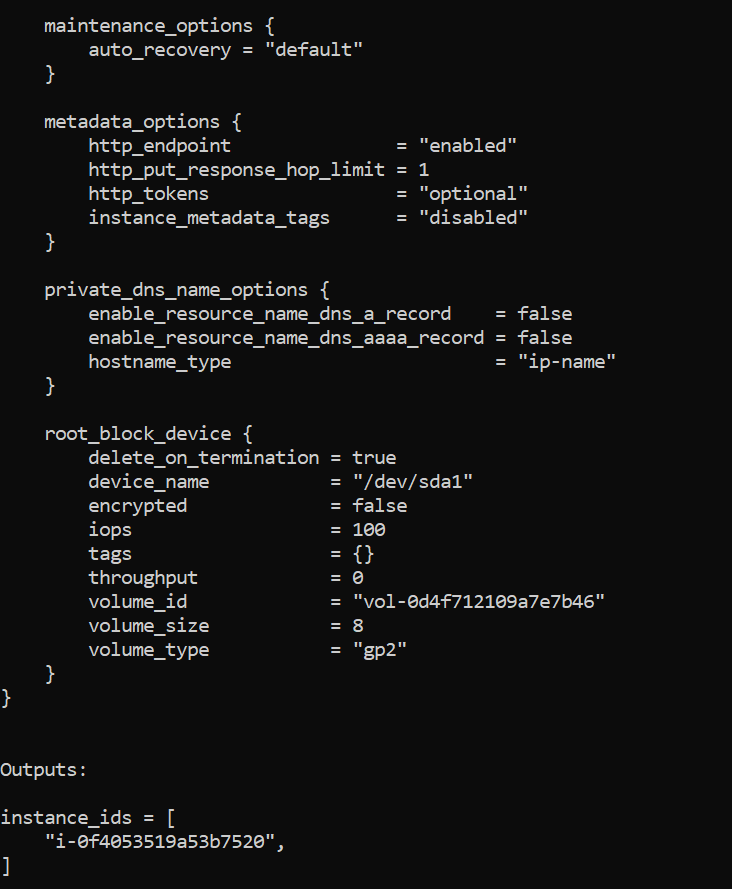 maintenance_options {
        auto_recovery = "default"
    }

    metadata_options {
        http_endpoint               = "enabled"
        http_put_response_hop_limit = 1
        http_tokens                 = "optional"
        instance_metadata_tags      = "disabled"
    }

    private_dns_name_options {
        enable_resource_name_dns_a_record    = false
        enable_resource_name_dns_aaaa_record = false
        hostname_type                        = "ip-name"
    }

    root_block_device {
        delete_on_termination = true
        device_name           = "/dev/sda1"
        encrypted             = false
        iops                  = 100
        tags                  = {}
        throughput            = 0
        volume_id             = "vol-0d4f712109a7e7b46"
        volume_size           = 8
        volume_type           = "gp2"
    }
}

Outputs:

instance_ids = [
    "i-0f4053519a53b7520",
]